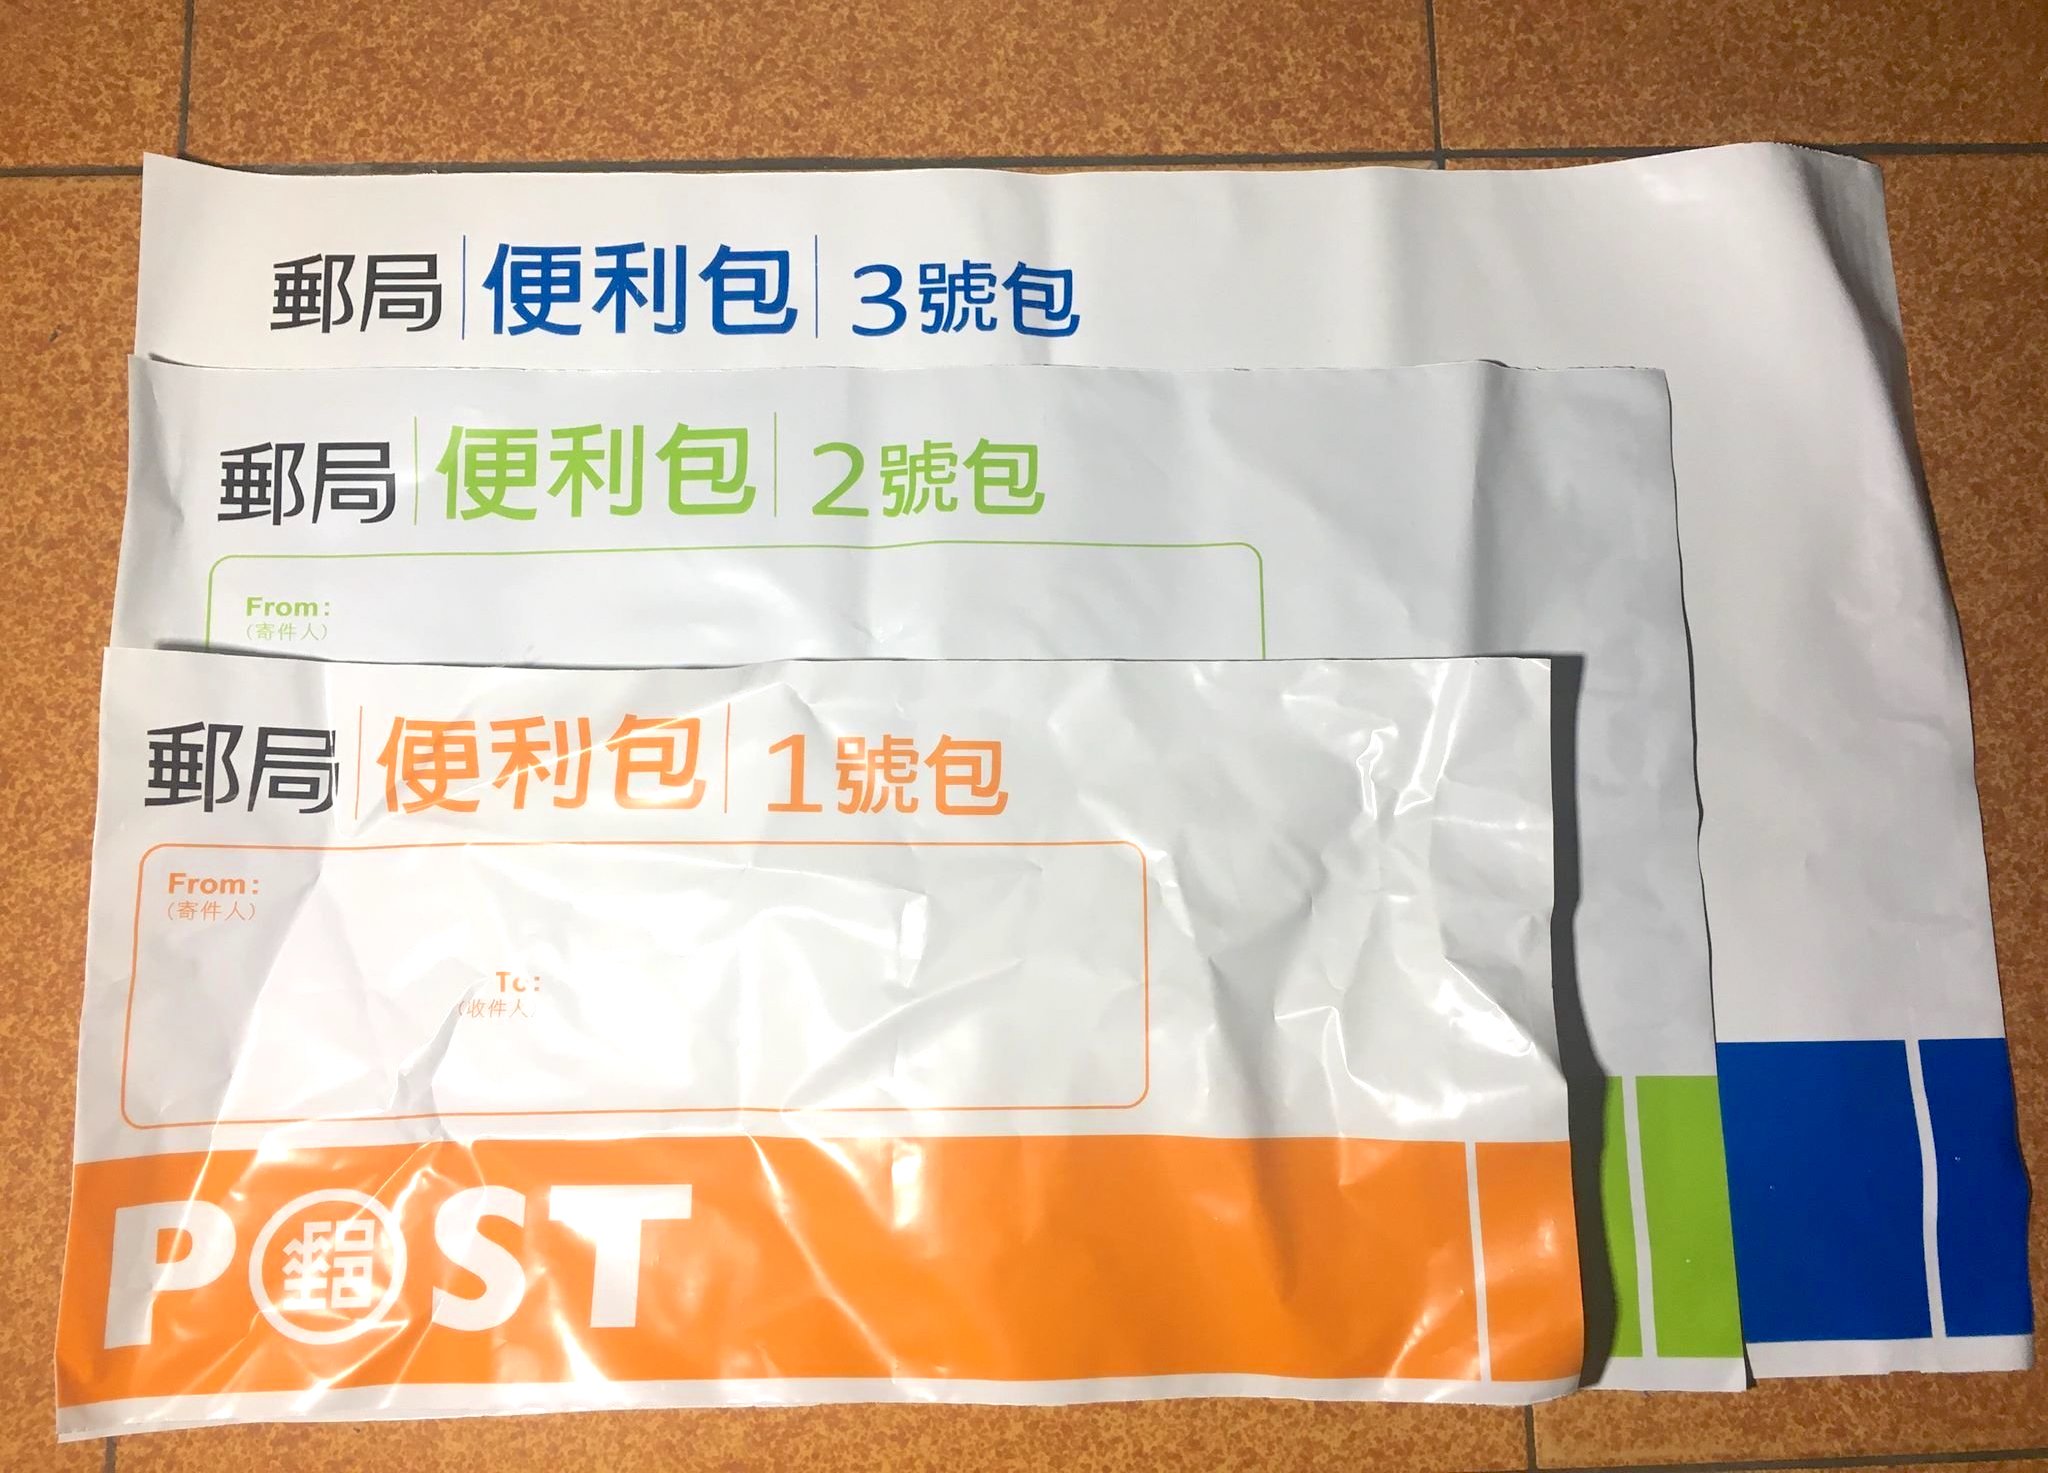 郵局 便利包 3號包
郵局 便利包 2號包
From:
(寄件人)
郵局 便利包 1號包
From:
(寄件人)
To:
(收件人)
P郵ST